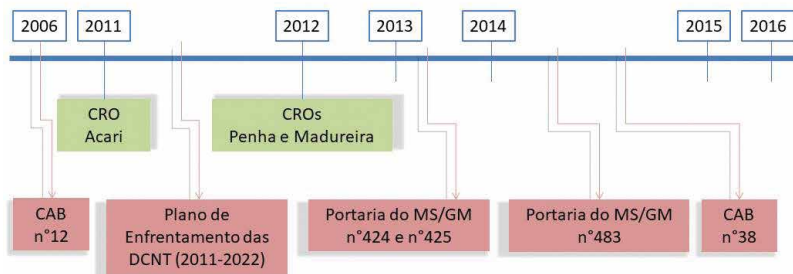 2006 2011 2012 2013 2014 2015 2016
CRO
Acari
CROs
Penha e Madureira
CAB
n°12
Plano de
Enfrentamento das
DCNT (2011-2022)
Portaria do MS/GM
n°424 e n°425
Portaria do MS/GM
n°483
CAB
n°38